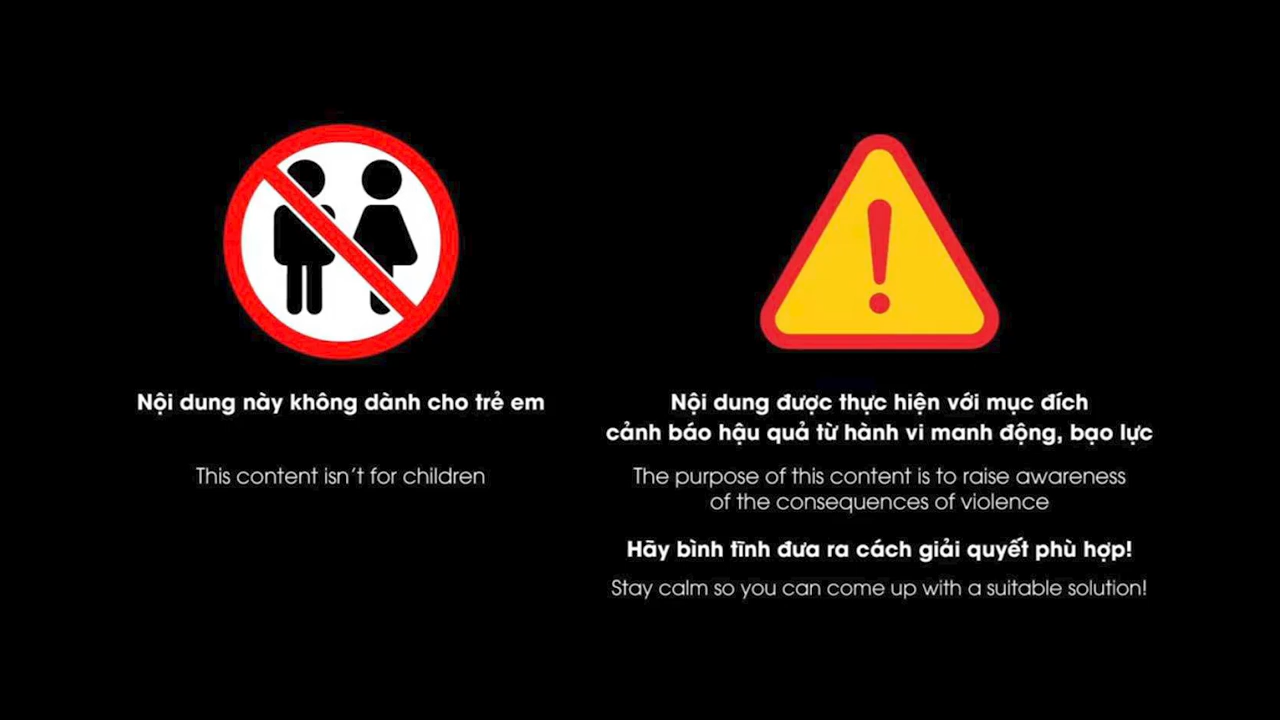 Nội dung này không dành cho trẻ em
This content isn't for children
Nội dung được thực hiện với mục đích
cảnh báo hậu quả từ hành vi manh động, bạo lực
The purpose of this content is to raise awareness
of the consequences of violence
Hãy bình tĩnh đưa ra cách giải quyết phù hợp!
Stay calm so you can come up with a suitable solution!